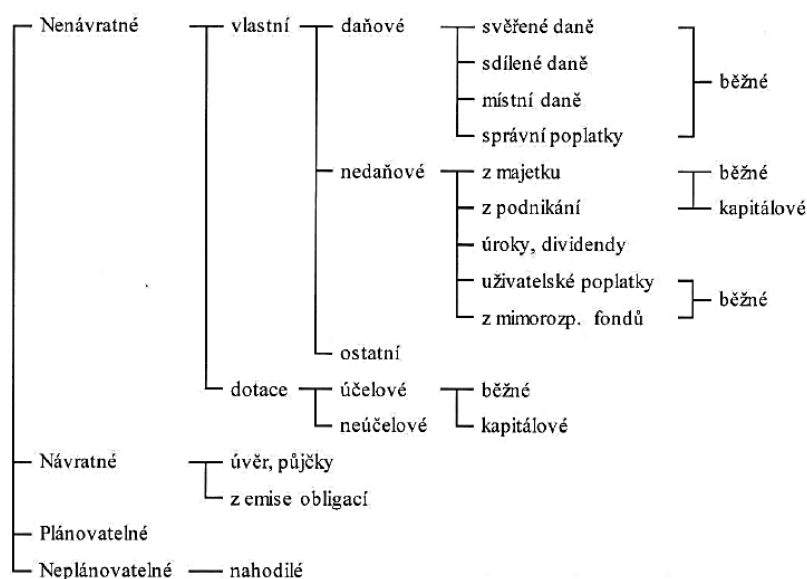 Nenávratné vlastní daňové svěřené daně
sdílené daně
běžné
místní daně
správní poplatky
nedaňové z majetku běžné
z podnikání kapitálové
úroky, dividendy
uživatelské poplatky
běžné
z mimorozp. fondů
ostatní
dotace účelové běžné
neúčelové kapitálové
Návratné úvěr, půjčky
z emise obligací
Plánovatelné
Neplánovatelné nahodilé